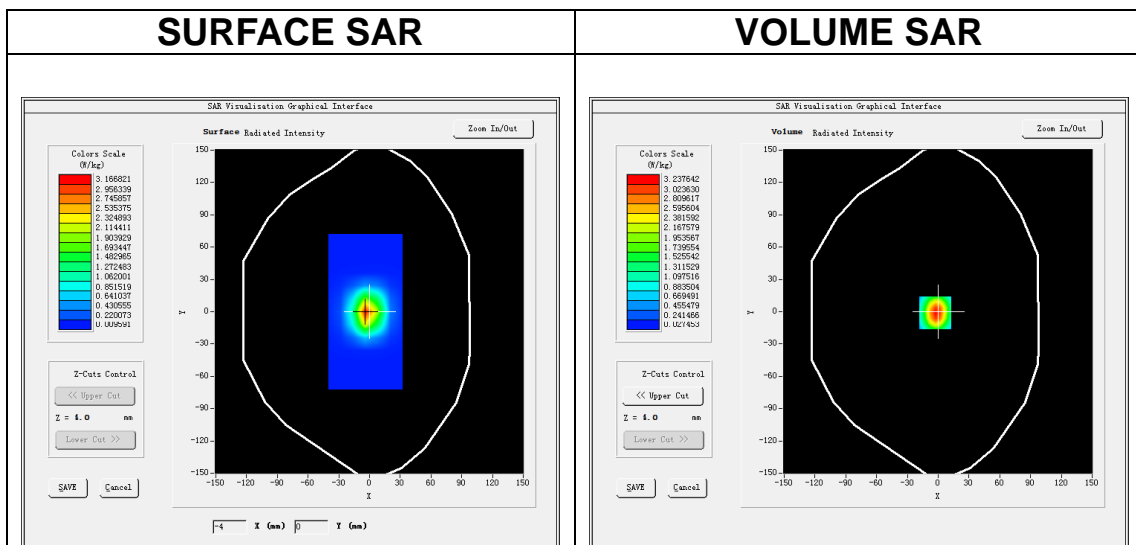 SURFACE SAR
VOLUME SAR
SAR Visualisation Graphical Interface
Surface Radiated Intensity
Zoom In/Out
Colors Scale
(W/kg)
3.166821
2.956339
2.745857
2.535375
2.324893
2.114411
1.903929
1.693447
1.482965
1.272483
1.062001
0.851519
0.641037
0.430555
0.220073
0.009591
150
120
90
60
30
0
-30
-60
-90
-120
-150
Y
-150 -120 -90 -60 -30 0 30 60 90 120 150
X
Z-Cuts Control
<< Upper Cut
Z = 4.0 mm
Lower Cut >>
SAVE Cancel
-4 X (mm) 0 Y (mm)
SAR Visualisation Graphical Interface
Volume Radiated Intensity
Zoom In/Out
Colors Scale
(W/kg)
3.237642
3.023630
2.809617
2.595604
2.381592
2.167579
1.953567
1.739554
1.525542
1.311529
1.097516
0.883504
0.669491
0.455479
0.241466
0.027453
150
120
90
60
30
0
-30
-60
-90
-120
-150
Y
-150 -120 -90 -60 -30 0 30 60 90 120 150
X
Z-Cuts Control
<< Upper Cut
Z = 4.0 mm
Lower Cut >>
SAVE Cancel